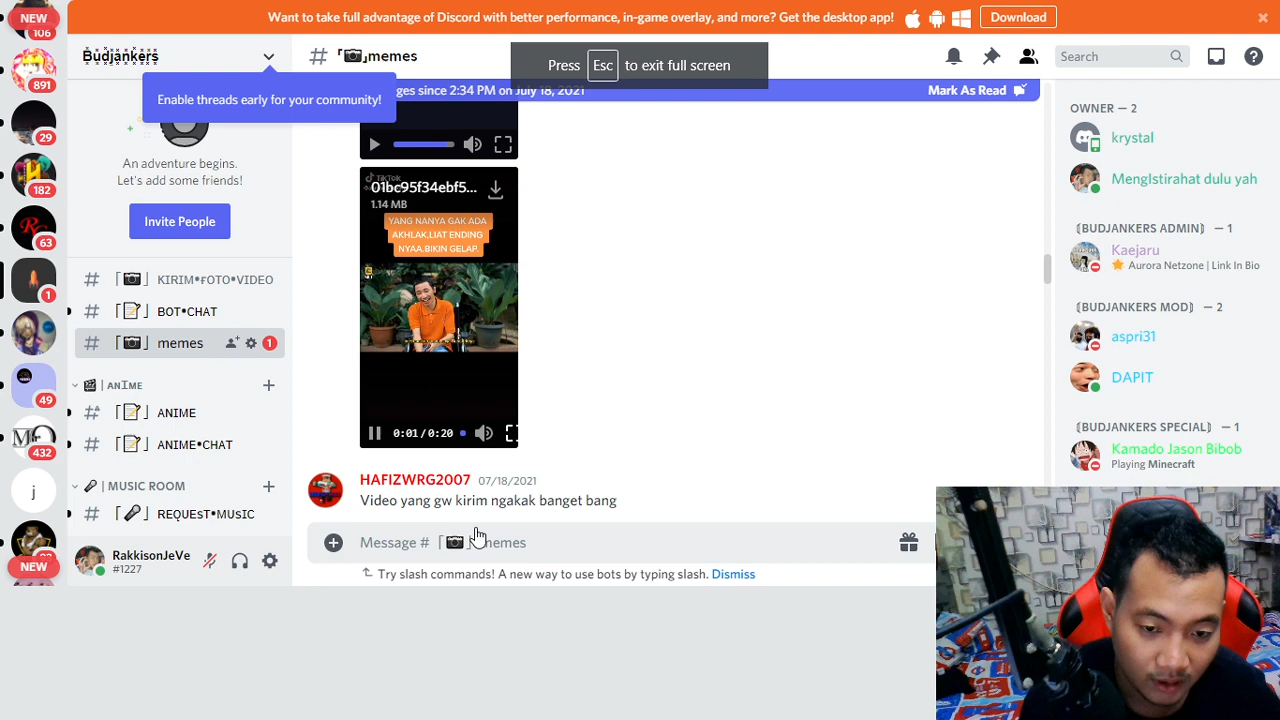 Want to take full advantage of Discord with better performance, in-game overlay, and more? Get the desktop app!
Download
NEW
106
891
29
182
63
1
49
432
j
NEW
Budjankers
Enable threads early for your community!
An adventure begins.
Let's add some friends!
Invite People
# 「📷」 KIRIM•FOTO•VIDEO
# 「📝」 BOT•CHAT
# 「📷」 memes 1
🎬 | ANIME
# 「📝」 ANIME
# 「📝」 ANIME•CHAT
🎤 | MUSIC ROOM
# 「🎤」 REQUEST•MUSIC
RakkisonJeVe
#1227
# 「📷」memes
Press Esc to exit full screen
Search
ges since 2:34 PM on July 18, 2021
Mark As Read
TikTok
01bc95f34ebf5...
1.14 MB
YANG NANYA GAK ADA
AKHLAK,LIAT ENDING
NYAA.BIKIN GELAP.
0:01/0:20
HAFIZWRG2007 07/18/2021
Video yang gw kirim ngakak banget bang
Message # 「📷」memes
Try slash commands! A new way to use bots by typing slash. Dismiss
OWNER — 2
krystal
MengIstirahat dulu yah
⟦BUDJANKERS ADMIN⟧ — 1
Kaejaru
Aurora Netzone | Link In Bio
⟦BUDJANKERS MOD⟧ — 2
aspri31
DAPIT
⟦BUDJANKERS SPECIAL⟧ — 1
Kamado Jason Bibob
Playing Minecraft